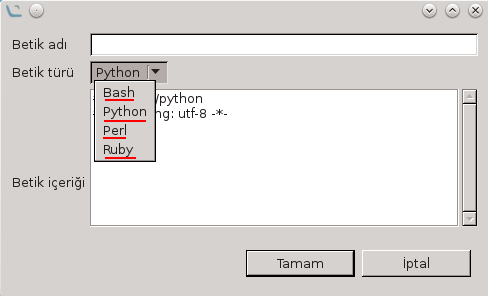 Betik adı
Betik türü
Python
Bash
Python
Perl
Ruby
/python
ng: utf-8 -*-
Betik içeriği
Tamam
İptal